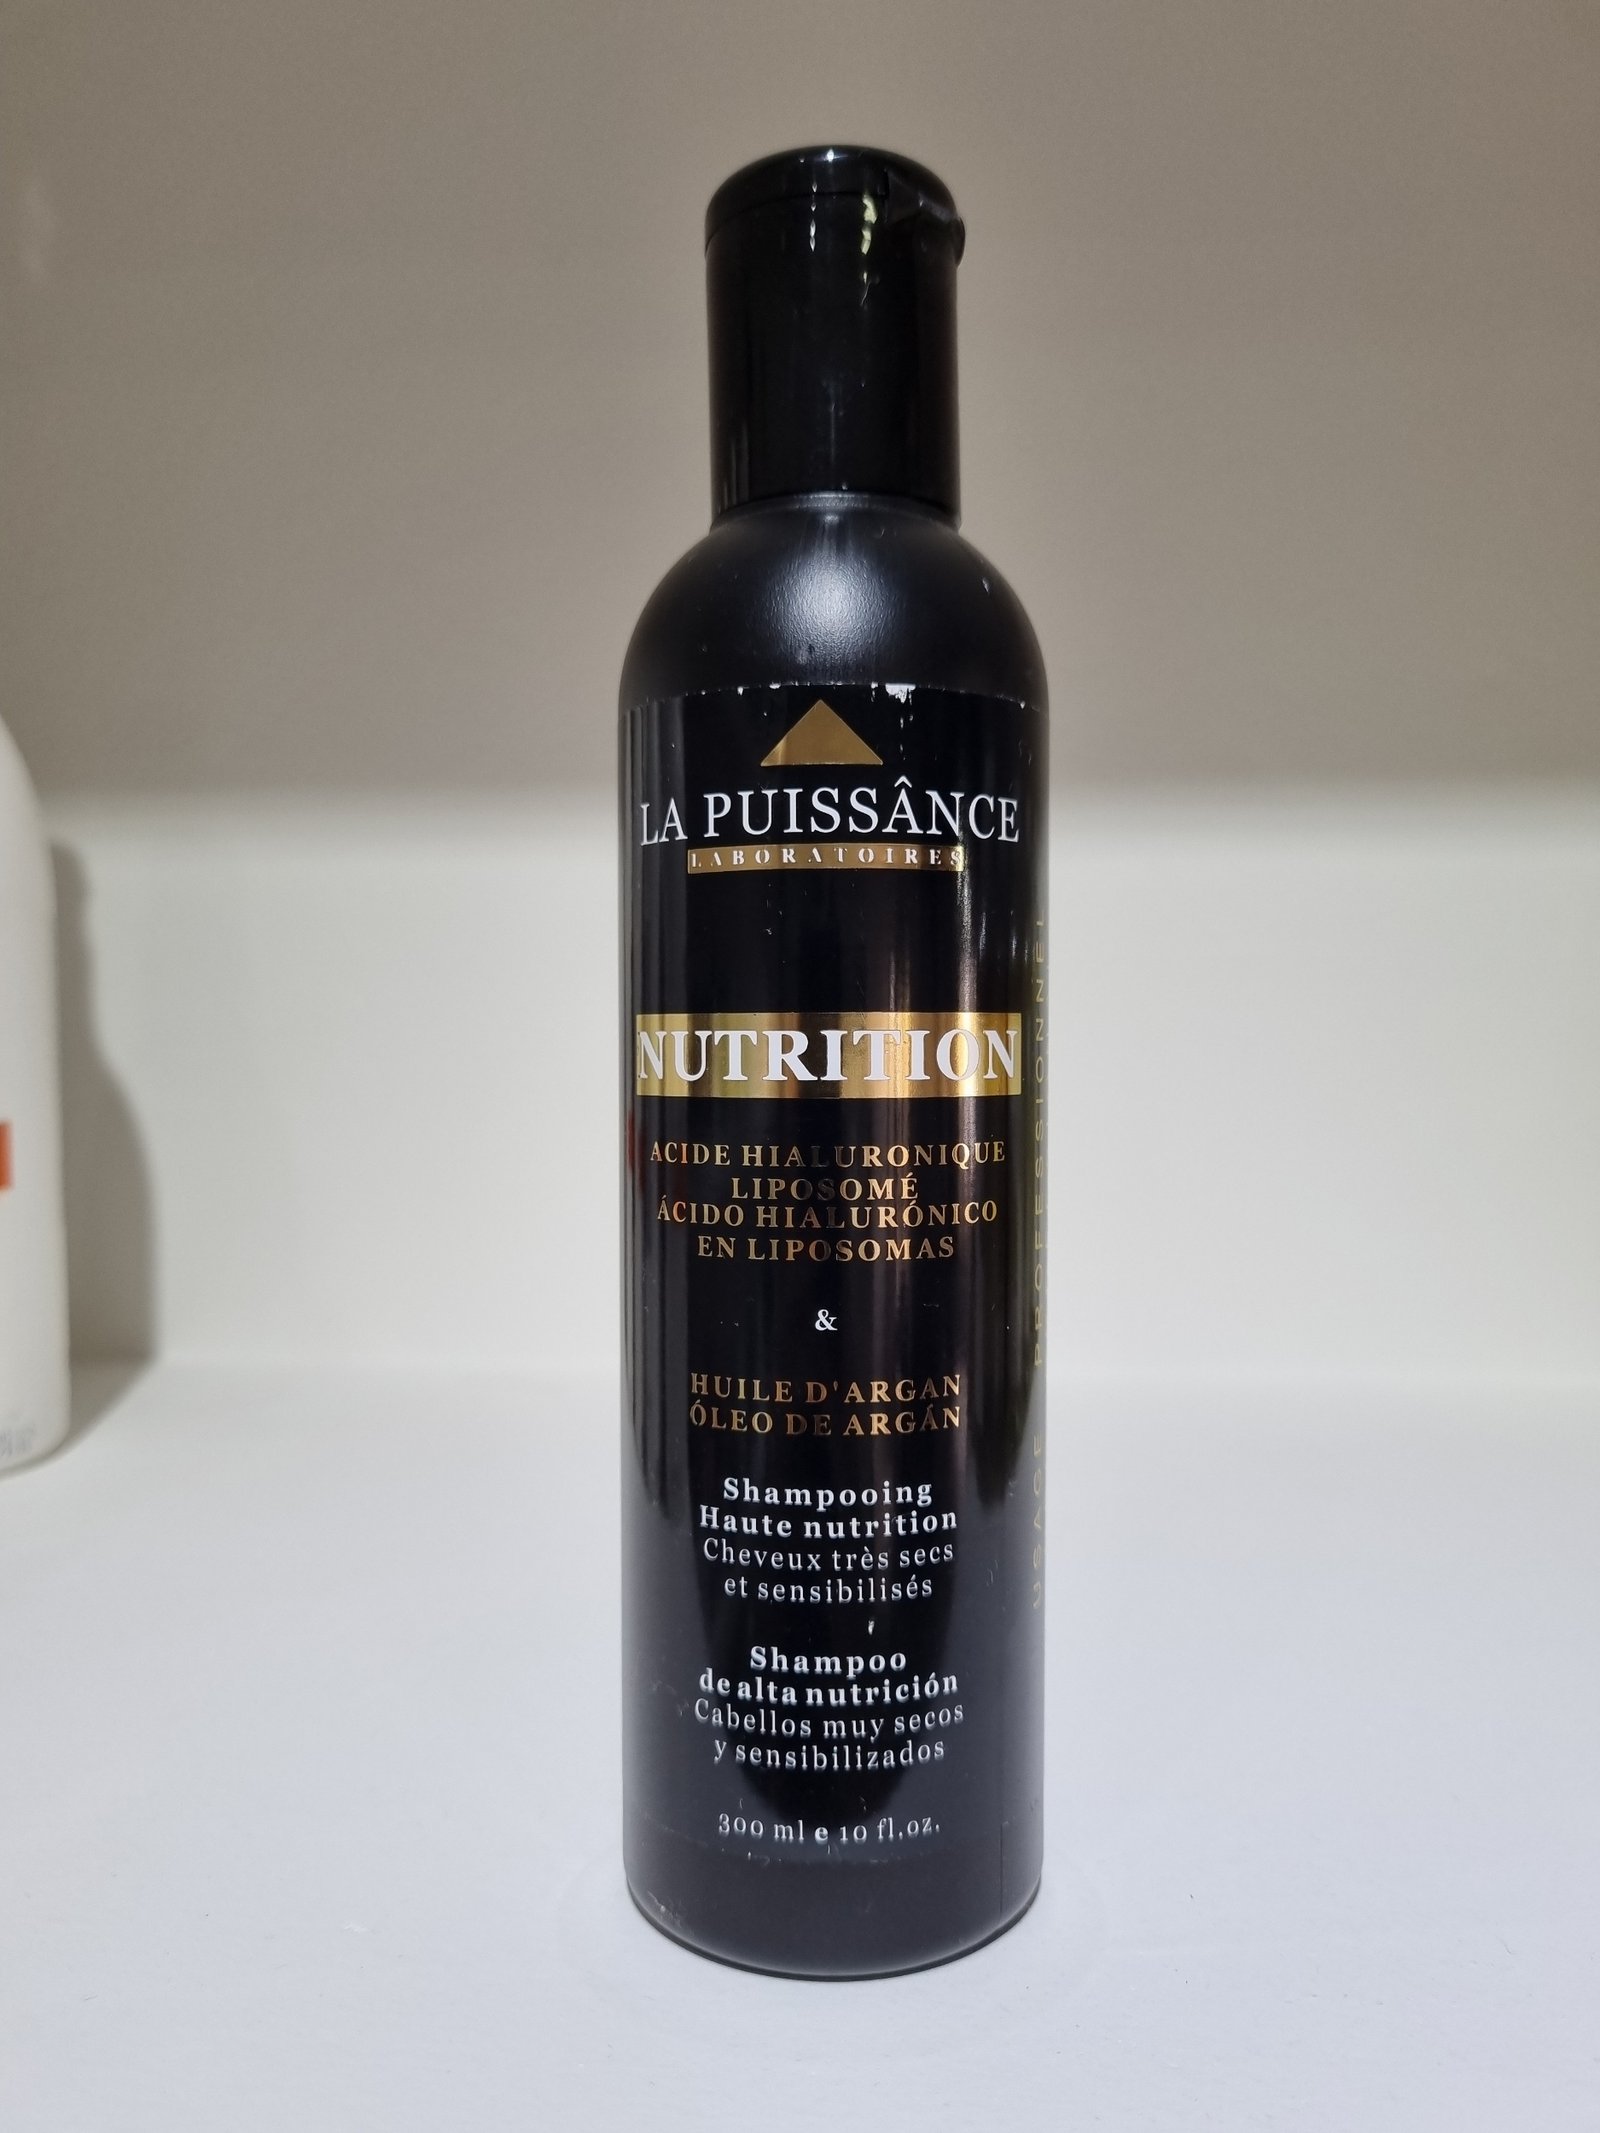 LA PUISSÂNCE
LABORATOIRES
NUTRITION
ACIDE HIALURONIQUE
LIPOSOMÉ
ÁCIDO HIALURÓNICO
EN LIPOSOMAS
&
HUILE D'ARGAN
ÓLEO DE ARGÁN
Shampooing
Haute nutrition
Cheveux très secs
et sensibilisés
Shampoo
de alta nutrición
Cabellos muy secos
y sensibilizados
300 ml e 10 fl.oz.
USAGE PROFESSIONNEL